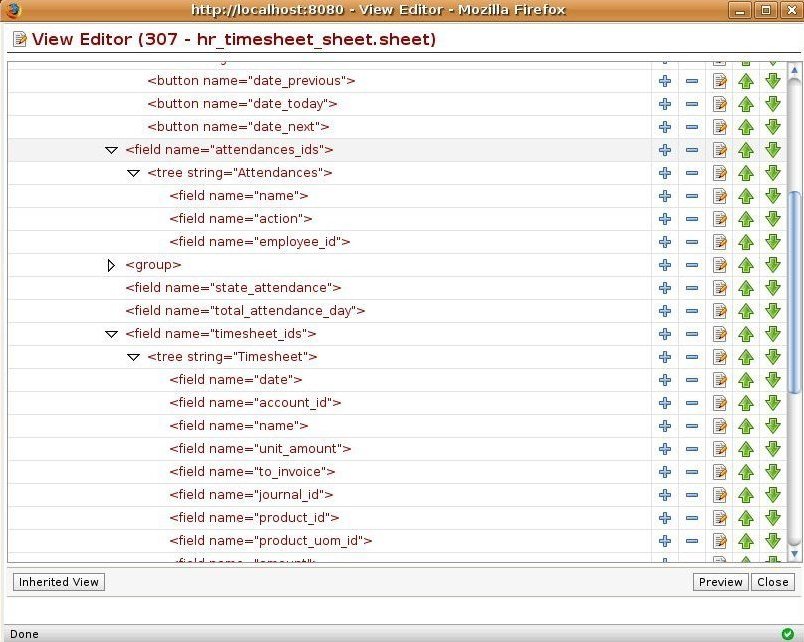 http://localhost:8080 - View Editor - Mozilla Firefox
View Editor (307 - hr_timesheet_sheet.sheet)
<button name="date_previous">
<button name="date_today">
<button name="date_next">
<field name="attendances_ids">
<tree string="Attendances">
<field name="name">
<field name="action">
<field name="employee_id">
<group>
<field name="state_attendance">
<field name="total_attendance_day">
<field name="timesheet_ids">
<tree string="Timesheet">
<field name="date">
<field name="account_id">
<field name="name">
<field name="unit_amount">
<field name="to_invoice">
<field name="journal_id">
<field name="product_id">
<field name="product_uom_id">
<field name="amount">
Inherited View Preview Close
Done